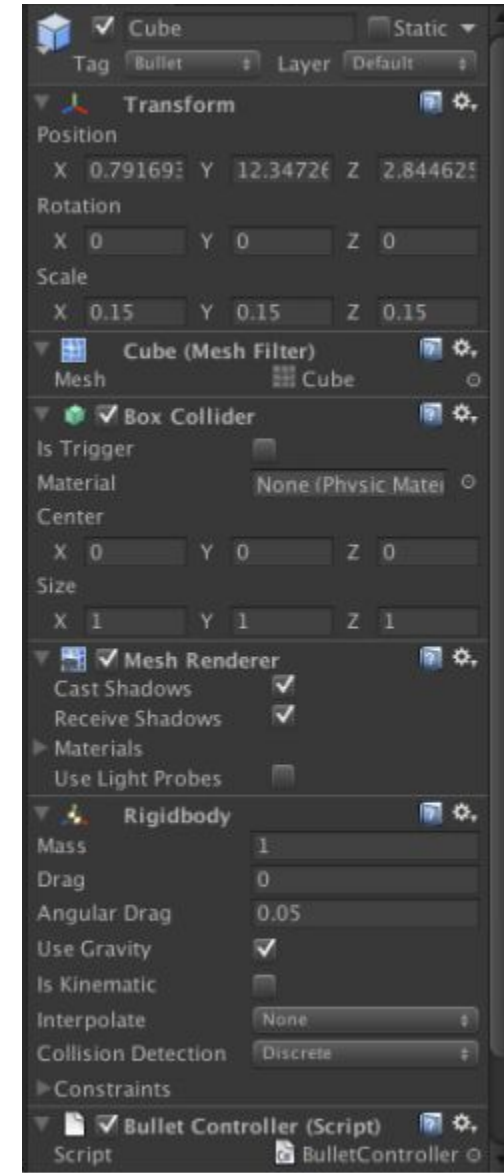 Cube Static
Tag Bullet Layer Default
Transform
Position
X 0.791693 Y 12.34726 Z 2.844625
Rotation
X 0 Y 0 Z 0
Scale
X 0.15 Y 0.15 Z 0.15
Cube (Mesh Filter)
Mesh Cube
Box Collider
Is Trigger
Material None (Physic Mater
Center
X 0 Y 0 Z 0
Size
X 1 Y 1 Z 1
Mesh Renderer
Cast Shadows
Receive Shadows
Materials
Use Light Probes
Rigidbody
Mass 1
Drag 0
Angular Drag 0.05
Use Gravity
Is Kinematic
Interpolate None
Collision Detection Discrete
Constraints
Bullet Controller (Script)
Script BulletController